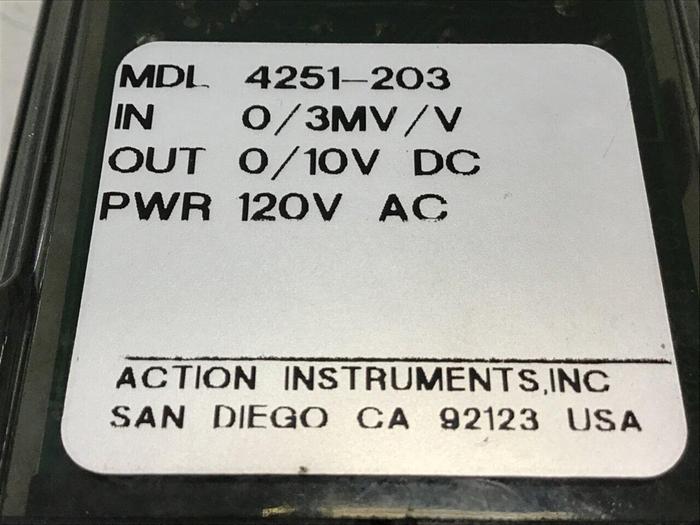 MDL 4251-203
IN 0/3MV/V
OUT 0/10V DC
PWR 120V AC
ACTION INSTRUMENTS,INC
SAN DIEGO CA 92123 USA